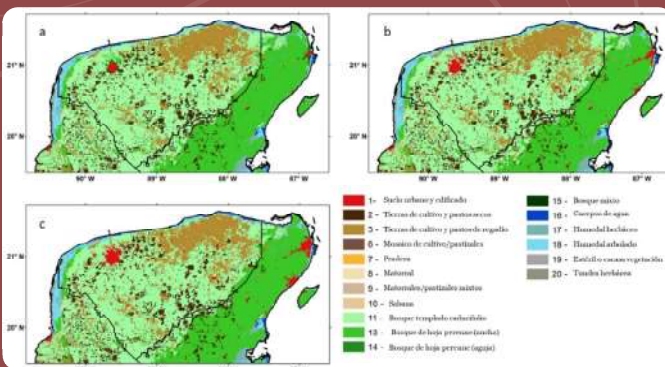 a
b
21° N
21° N
20° N
20° N
90° W
89° W
88° W
87° W
90° W
89° W
88° W
87° W
c
21° N
20° N
90° W
89° W
88° W
87° W
1- Suelo urbano y edificado
2 - Tierras de cultivo y pastos secos
3 - Tierras de cultivo y pastos de regadío
6 - Mosaico de cultivo/pastizales
7 - Pradera
8 - Matorral
9 - Matorrales/pastizales mixtos
10 - Sabana
11 - Bosque templado caducifolio
13 - Bosque de hoja perenne (ancha)
14 - Bosque de hoja perenne (aguja)
15 - Bosque mixto
16 - Cuerpos de agua
17 - Humedal herbáceo
18 - Humedal arbolado
19 - Estéril o escasa vegetación
20 - Tundra herbácea